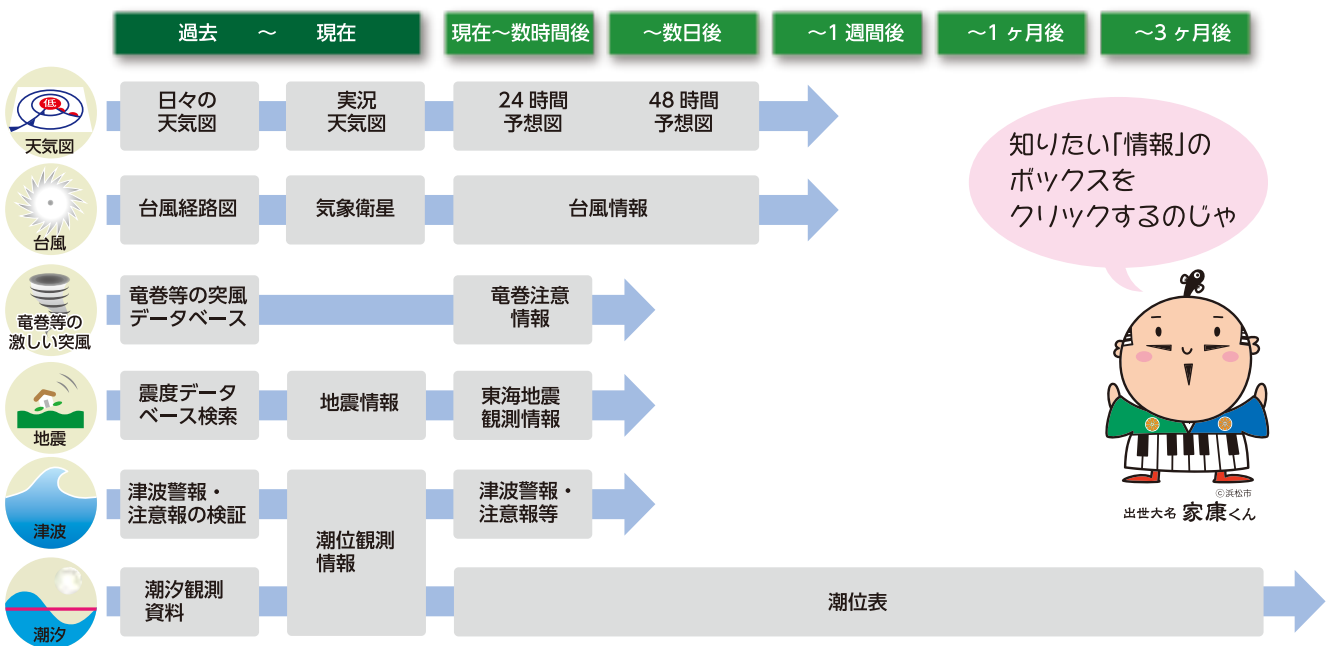 過去 ～ 現在
現在～数時間後
～数日後
～1週間後
～1ヶ月後
～3ヶ月後
低
天気図
日々の
天気図
実況
天気図
24時間
予想図
48時間
予想図
台風
台風経路図
気象衛星
台風情報
知りたい「情報」の
ボックスを
クリックするのじゃ
竜巻等の
激しい突風
竜巻等の突風
データベース
竜巻注意
情報
地震
震度データ
ベース検索
地震情報
東海地震
観測情報
津波
津波警報・
注意報の検証
潮位観測
情報
津波警報・
注意報等
©浜松市
出世大名 家康くん
潮汐
潮汐観測
資料
潮位表